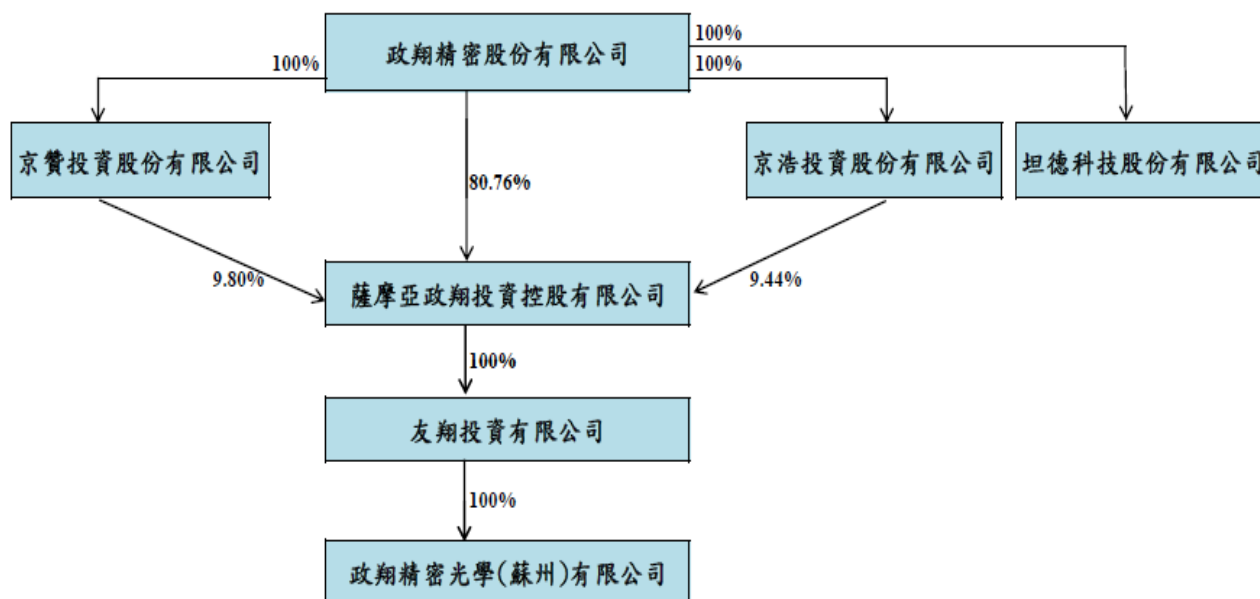 100%
政翔精密股份有限公司
100%
100%
京贊投資股份有限公司
京浩投資股份有限公司
坦德科技股份有限公司
80.76%
9.80%
9.44%
薩摩亞政翔投資控股有限公司
100%
友翔投資有限公司
100%
政翔精密光學(蘇州)有限公司